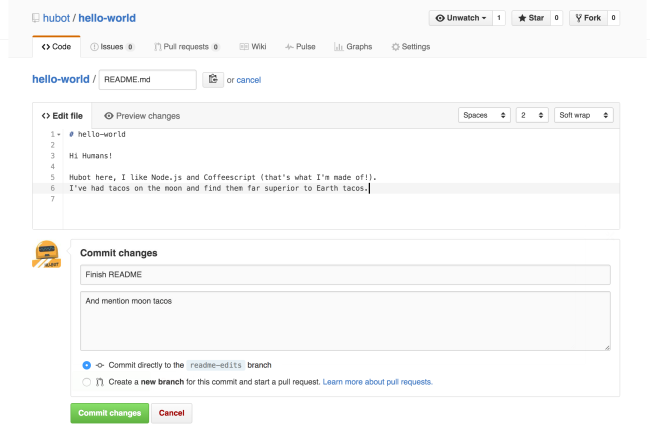 hubot / hello-world
Unwatch 1 Star 0 Fork 0
Code Issues 0 Pull requests 0 Wiki Pulse Graphs Settings
hello-world / README.md or cancel
Edit file Preview changes Spaces 2 Soft wrap
1 # hello-world
2
3 Hi Humans!
4
5 Hubot here, I like Node.js and Coffeescript (that's what I'm made of!).
6 I've had tacos on the moon and find them far superior to Earth tacos.
7
Commit changes
Finish README
And mention moon tacos
Commit directly to the readme-edits branch
Create a new branch for this commit and start a pull request. Learn more about pull requests.
Commit changes Cancel